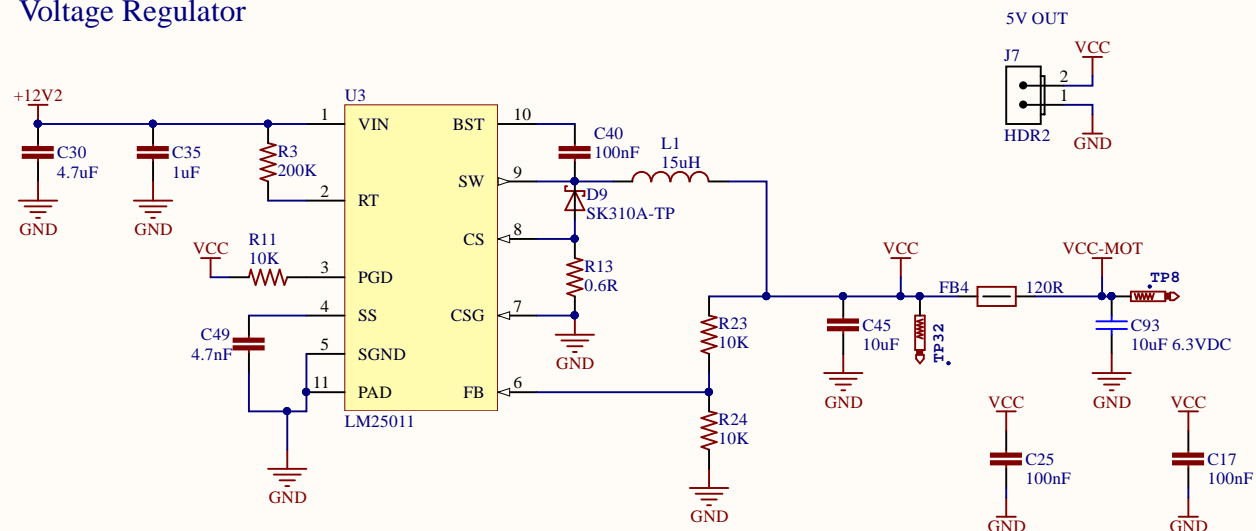 Voltage Regulator
5V OUT
J7
VCC
2
1
HDR2
GND
+12V2
U3
1
VIN
BST
10
C30
4.7uF
C35
1uF
R3
200K
C40
100nF
L1
15uH
2
RT
SW
9
D9
SK310A-TP
GND
GND
CS
8
VCC
R11
10K
3
PGD
R13
0.6R
VCC
VCC-MOT
TP8
FB4
120R
4
SS
CSG
7
C49
4.7nF
R23
10K
C45
10uF
TP32
C93
10uF 6.3VDC
5
SGND
GND
11
PAD
FB
6
GND
GND
LM25011
R24
10K
VCC
VCC
C25
100nF
C17
100nF
GND
GND
GND
GND